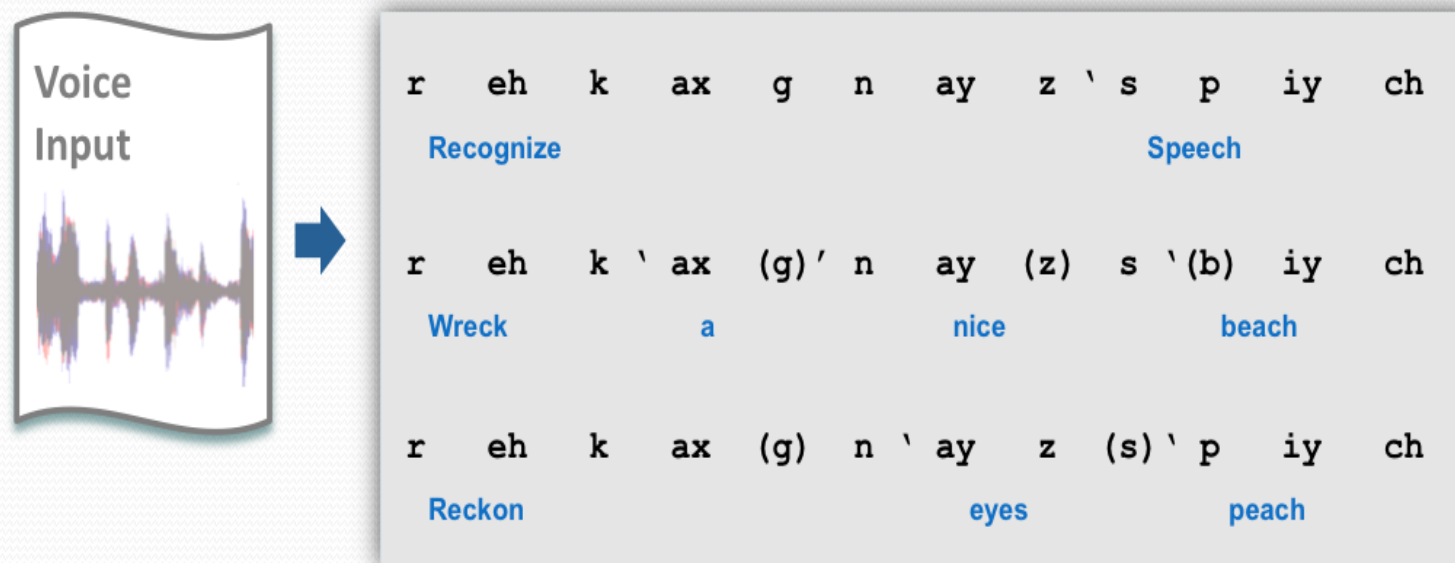 Voice
Input
r eh k ax g n ay z ‵ s p iy ch
Recognize Speech
r eh k ‵ ax (g)′ n ay (z) s ‵(b) iy ch
Wreck a nice beach
r eh k ax (g) n ‵ ay z (s)‵ p iy ch
Reckon eyes peach